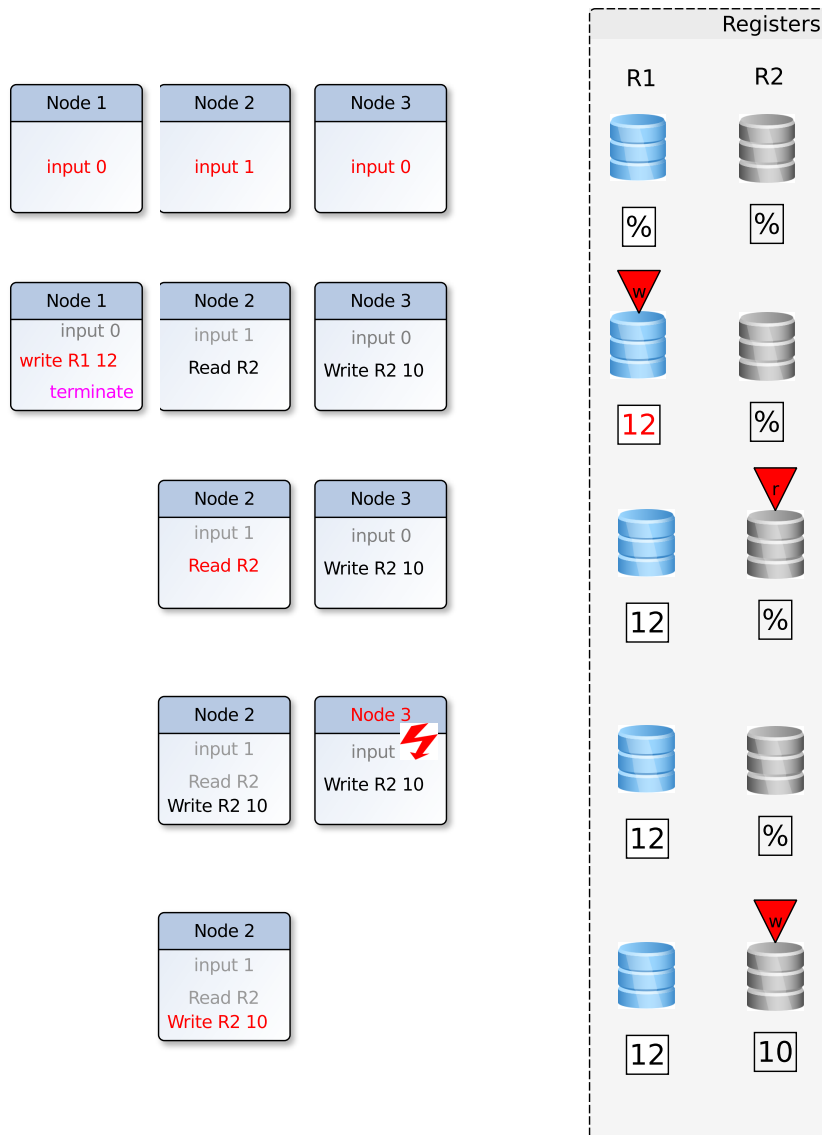 Registers
R1 R2
Node 1 Node 2 Node 3
input 0 input 1 input 0
% %
w
Node 1 Node 2 Node 3
input 0 input 1 input 0
write R1 12 Read R2 Write R2 10
terminate
12 %
r
Node 2 Node 3
input 1 input 0
Read R2 Write R2 10
12 %
Node 2 Node 3
input 1 input
Read R2 Write R2 10
Write R2 10
12 %
w
Node 2
input 1
Read R2
Write R2 10
12 10